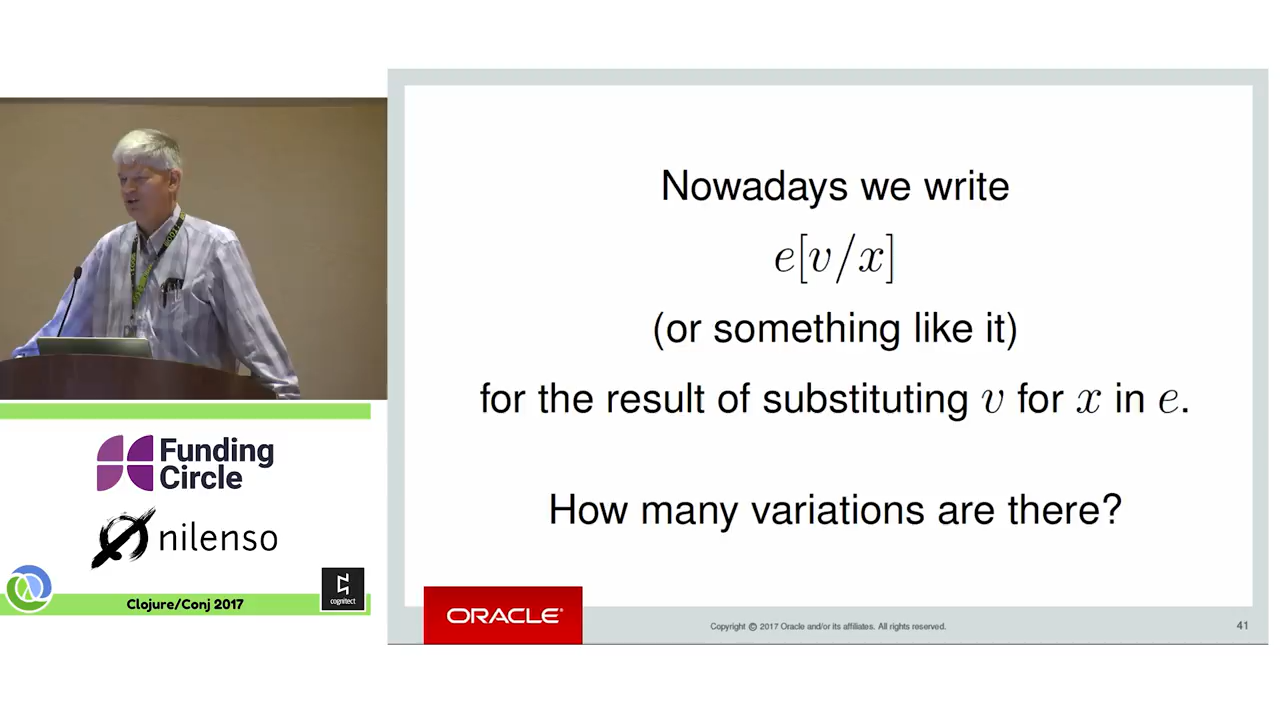 Nowadays we write
e[v/x]
(or something like it)
for the result of substituting v for x in e.
How many variations are there?
ORACLE®
Copyright © 2017 Oracle and/or its affiliates. All rights reserved.
41
Funding
Circle
nilenso
Clojure/Conj 2017
cognitect